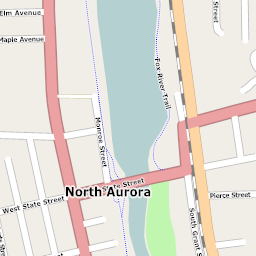 Elm Avenue
Street
Maple Avenue
Fox River Trail
Monroe Street
State Street
North Aurora
West State Street
Pierce Street
South Grant S